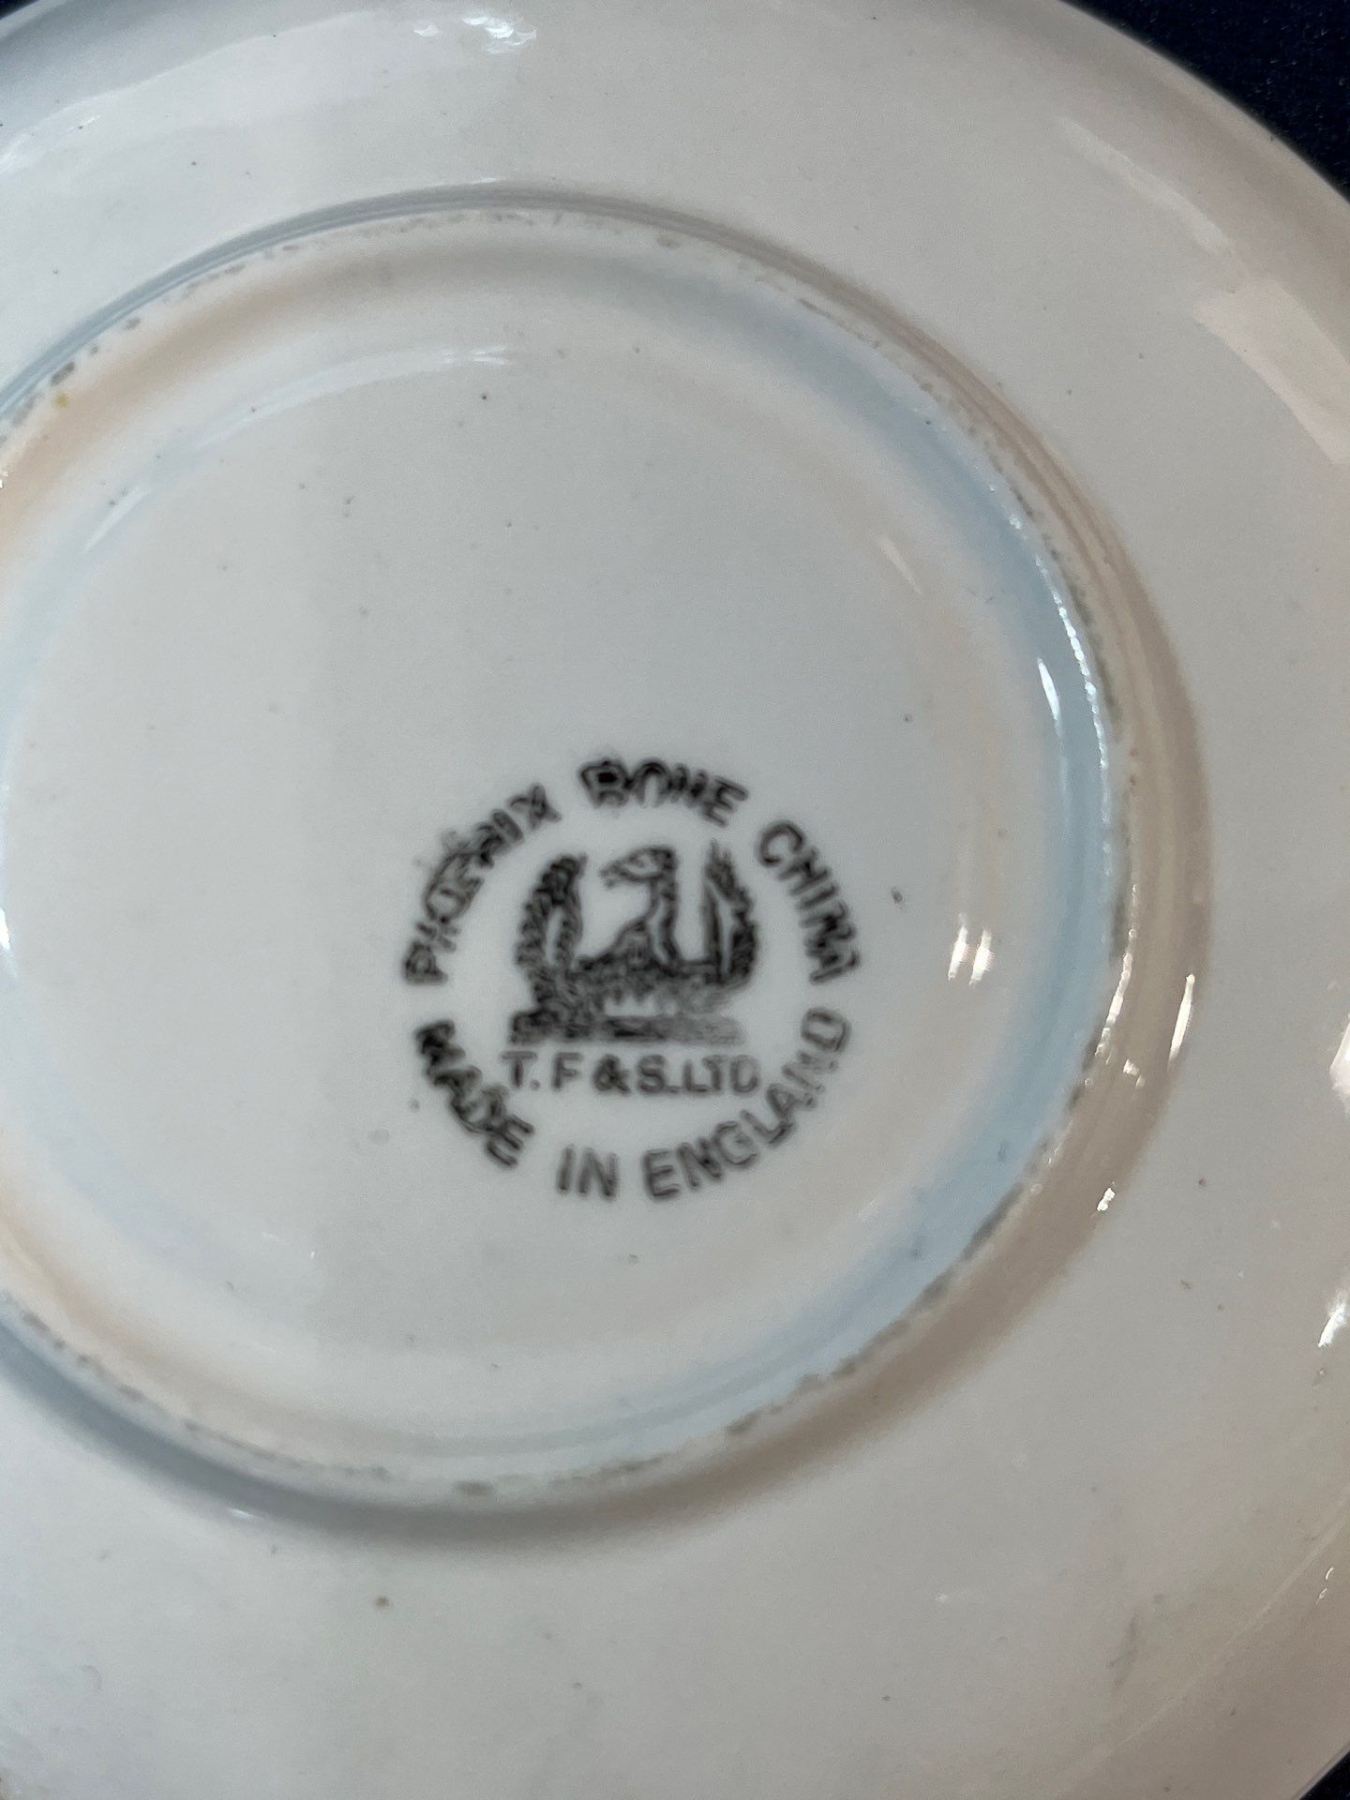 PHOENIX BONE CHINA
T. F & S. LTD
MADE IN ENGLAND